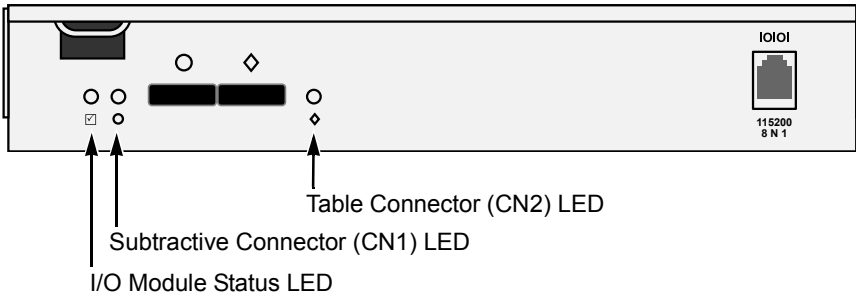 IOIOI
115200
8 N 1
Table Connector (CN2) LED
Subtractive Connector (CN1) LED
I/O Module Status LED